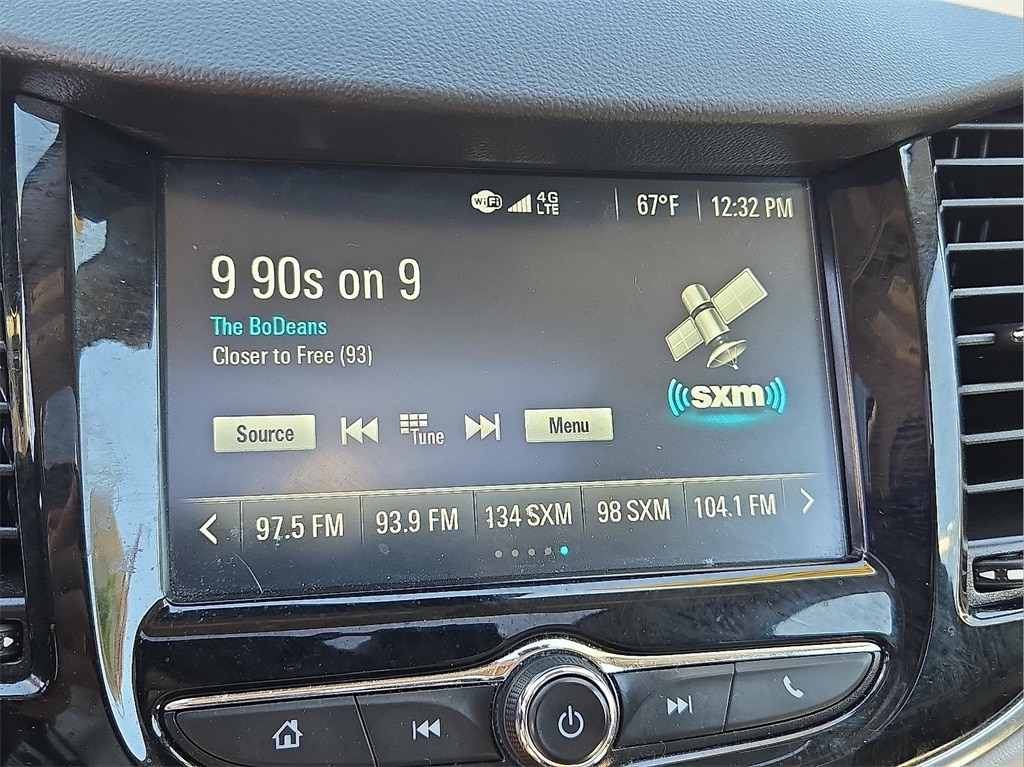 WiFi 4G LTE 67°F 12:32 PM
9 90s on 9
The BoDeans
Closer to Free (93)
sxm
Source Tune Menu
97.5 FM 93.9 FM 134 SXM 98 SXM 104.1 FM